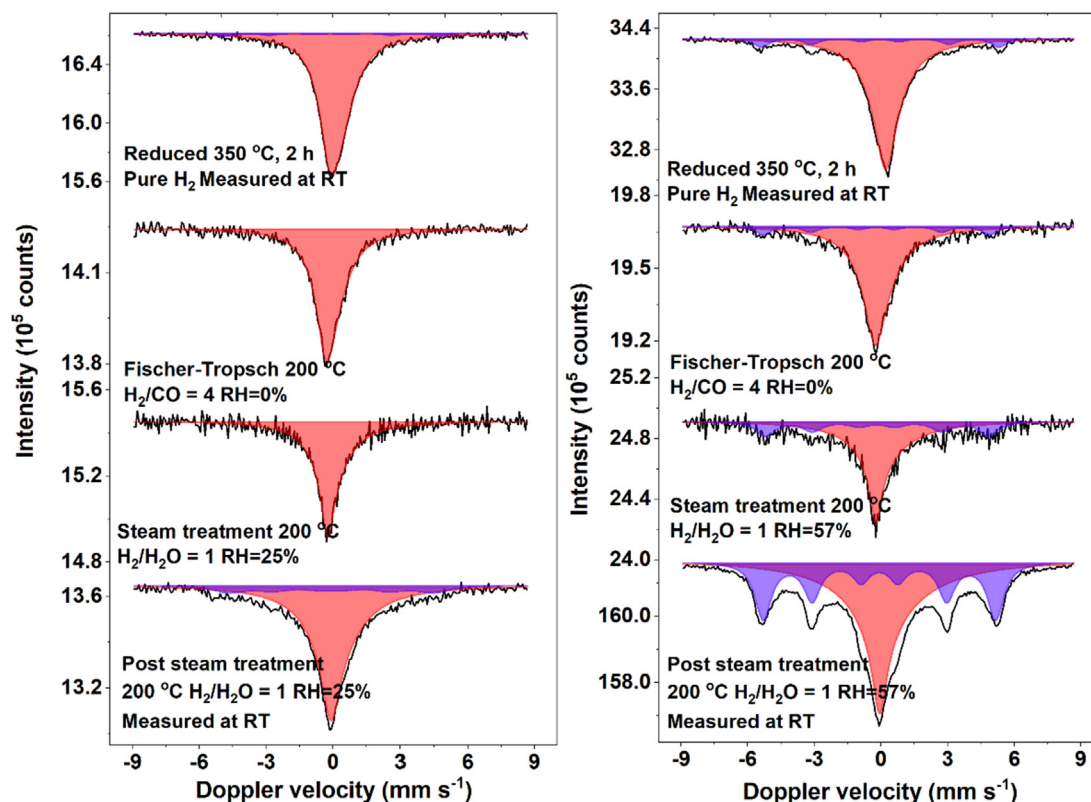 16.4
16.0
Reduced 350 °C, 2 h
Pure H₂ Measured at RT
15.6
14.1
13.8
Fischer-Tropsch 200 °C
15.6
H₂/CO = 4 RH=0%
15.2
Steam treatment 200 °C
H₂/H₂O = 1 RH=25%
14.8
13.6
Post steam treatment
13.2
200 °C H₂/H₂O = 1 RH=25%
Measured at RT
Intensity (10⁵ counts)
-9 -6 -3 0 3 6 9
Doppler velocity (mm s⁻¹)
34.4
33.6
32.8
Reduced 350 °C, 2 h
19.8
Pure H₂ Measured at RT
19.5
19.2
Fischer-Tropsch 200 °C
25.2
H₂/CO = 4 RH=0%
24.8
24.4
Steam treatment 200 °C
H₂/H₂O = 1 RH=57%
24.0
160.0
Post steam treatment
158.0
200 °C H₂/H₂O = 1 RH=57%
Measured at RT
Intensity (10⁵ counts)
-9 -6 -3 0 3 6 9
Doppler velocity (mm s⁻¹)